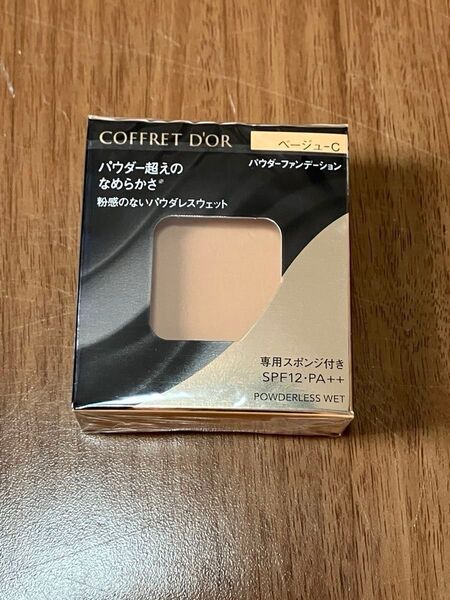 COFFRET D'OR
ベージュ-C
パウダー超えの
なめらかさ※
パウダーファンデーション
粉感のないパウダレスウェット
専用スポンジ付き
SPF12・PA++
POWDERLESS WET